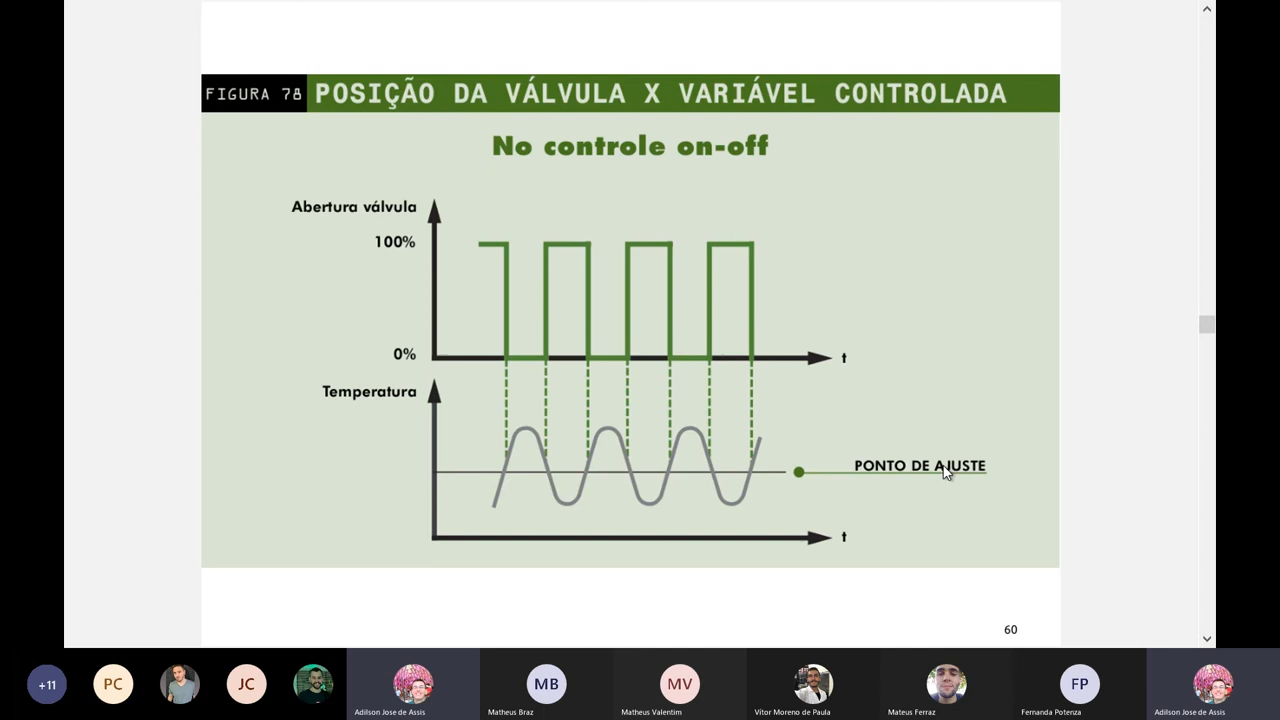 FIGURA 78
POSIÇÃO DA VÁLVULA X VARIÁVEL CONTROLADA
No controle on-off
Abertura válvula
100%
0%
t
Temperatura
PONTO DE AJUSTE
t
60
+11
PC
JC
Adilson Jose de Assis
MB
Matheus Braz
MV
Matheus Valentim
Vítor Moreno de Paula
Mateus Ferraz
FP
Fernanda Potenza
Adilson Jose de Assis